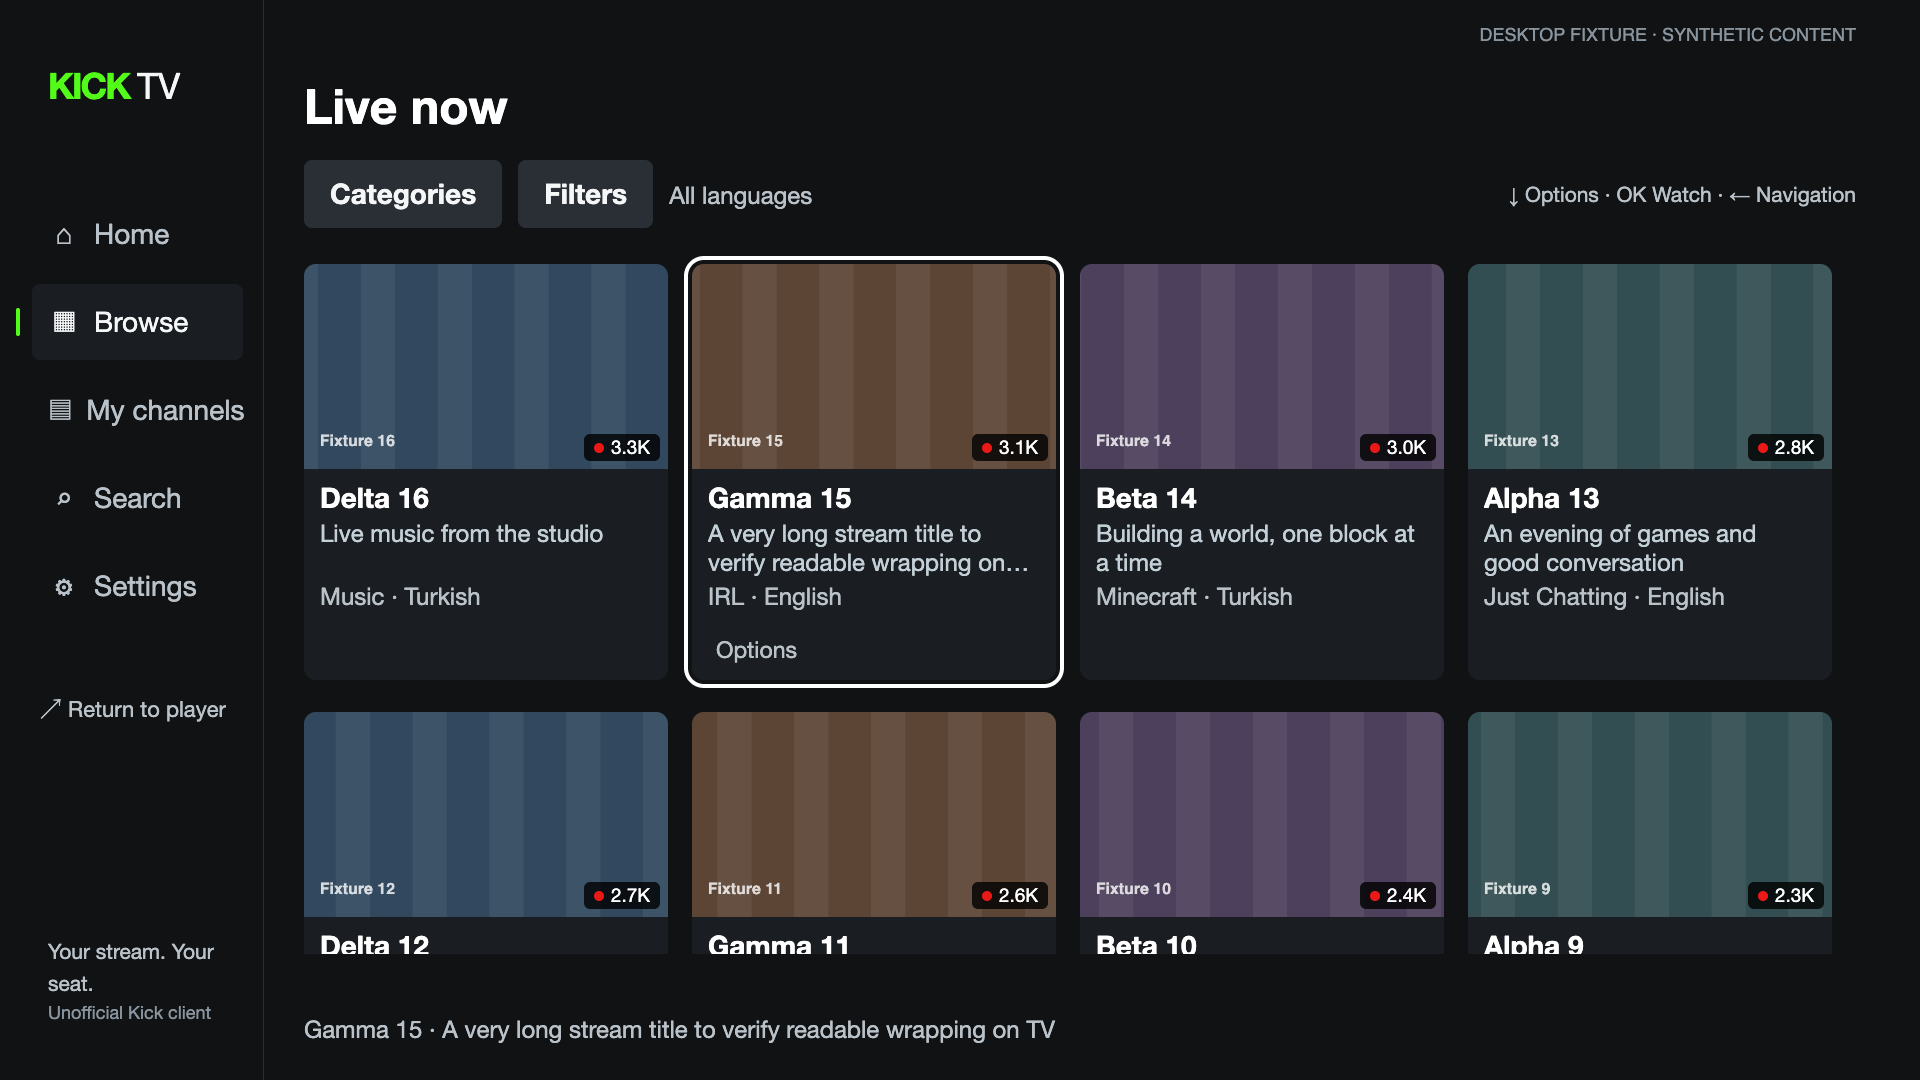 DESKTOP FIXTURE · SYNTHETIC CONTENT
KICK TV
Home
Browse
My channels
Search
Settings
Return to player
Your stream. Your
seat.
Unofficial Kick client
Live now
Categories
Filters
All languages
↓ Options · OK Watch · ← Navigation
Fixture 16
3.3K
Delta 16
Live music from the studio
Music · Turkish
Fixture 15
3.1K
Gamma 15
A very long stream title to
verify readable wrapping on…
IRL · English
Options
Fixture 14
3.0K
Beta 14
Building a world, one block at
a time
Minecraft · Turkish
Fixture 13
2.8K
Alpha 13
An evening of games and
good conversation
Just Chatting · English
Fixture 12
2.7K
Delta 12
Fixture 11
2.6K
Gamma 11
Fixture 10
2.4K
Beta 10
Fixture 9
2.3K
Alpha 9
Gamma 15 · A very long stream title to verify readable wrapping on TV